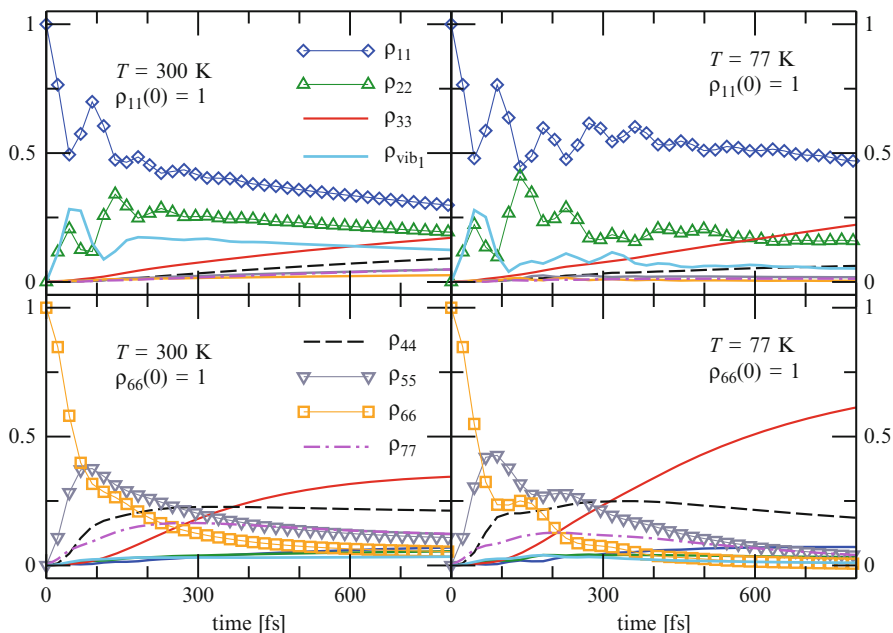 1
0.5
0
T = 300 K
ρ11(0) = 1
ρ11
ρ22
ρ33
ρvib1
T = 77 K
ρ11(0) = 1
1
0.5
0
1
0.5
0
T = 300 K
ρ66(0) = 1
ρ44
ρ55
ρ66
ρ77
T = 77 K
ρ66(0) = 1
1
0.5
0
0
300
600
0
300
600
time [fs]
time [fs]